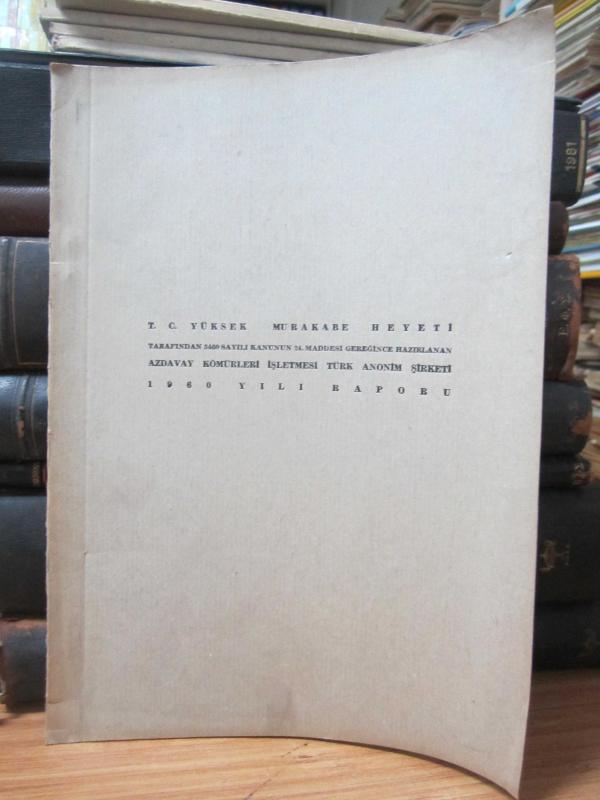 1981
T. C. YÜKSEK MURAKABE HEYETİ
TARAFINDAN 3460 SAYILI KANUNUN 24. MADDESİ GEREĞİNCE HAZIRLANAN
AZDAVAY KÖMÜRLERİ İŞLETMESİ TÜRK ANONİM ŞİRKETİ
1960 YILI RAPORU